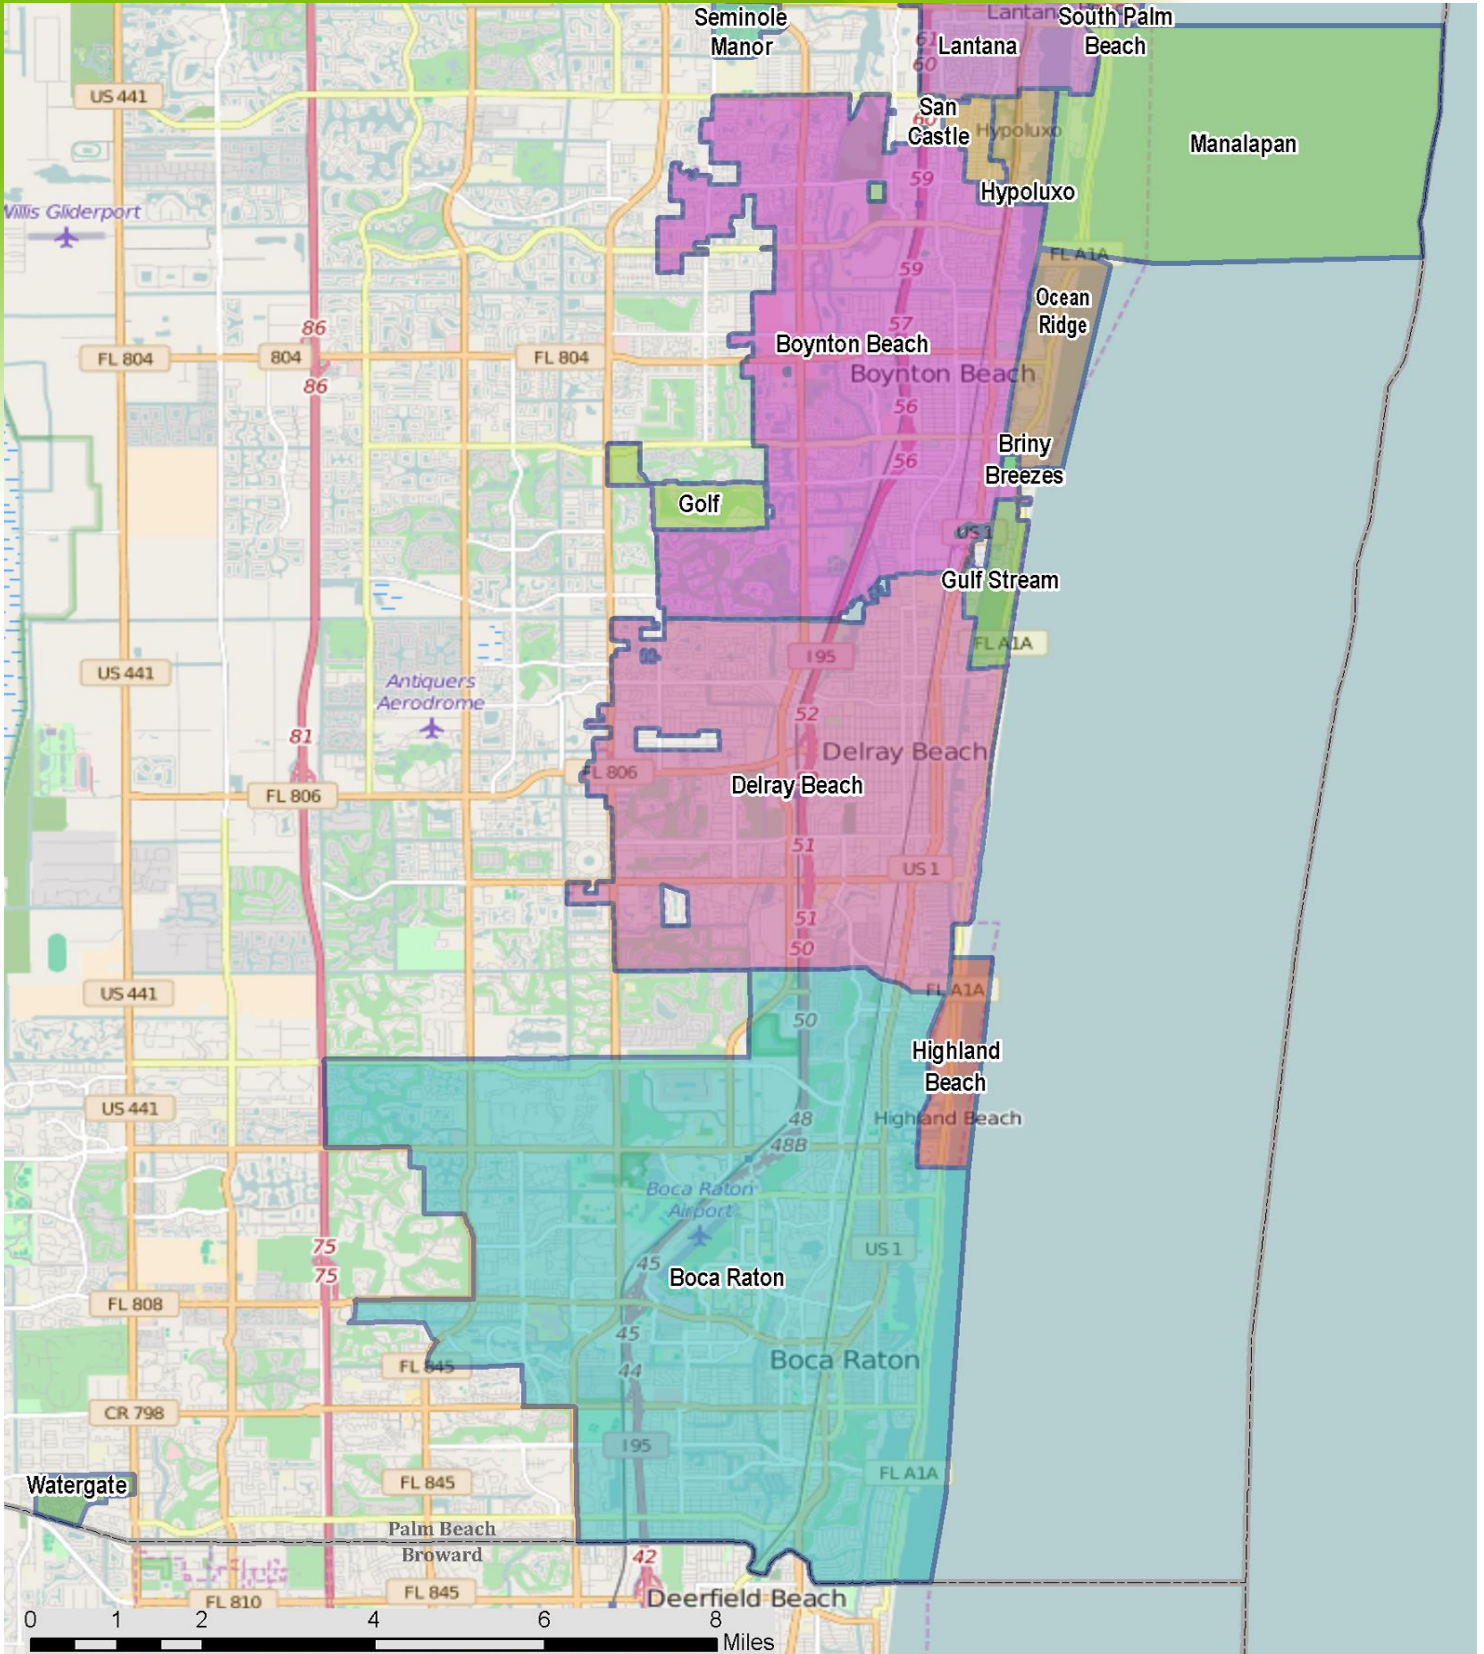 Seminole
Manor
Lantana
South Palm
Beach
61
60
Lantana
US 441
San
Castle
60
Hypoluxo
Manalapan
59
Hypoluxo
Willis Gliderport
FL A1A
59
Ocean
Ridge
86
57
FL 804
804
FL 804
Boynton Beach
Boynton Beach
86
56
Briny
Breezes
56
Golf
US 1
Gulf Stream
FL A1A
I 95
US 441
Antiquers
Aerodrome
52
81
Delray Beach
FL 806
Delray Beach
FL 806
51
US 1
51
50
US 441
FL A1A
50
Highland
Beach
US 441
48
Highland Beach
48B
Boca Raton
Airport
75
US 1
45
75
Boca Raton
FL 808
45
Boca Raton
FL 845
44
CR 798
I 95
FL A1A
FL 845
Watergate
Palm Beach
Broward
42
FL 845
Deerfield Beach
FL 810
0 1 2 4 6 8
Miles